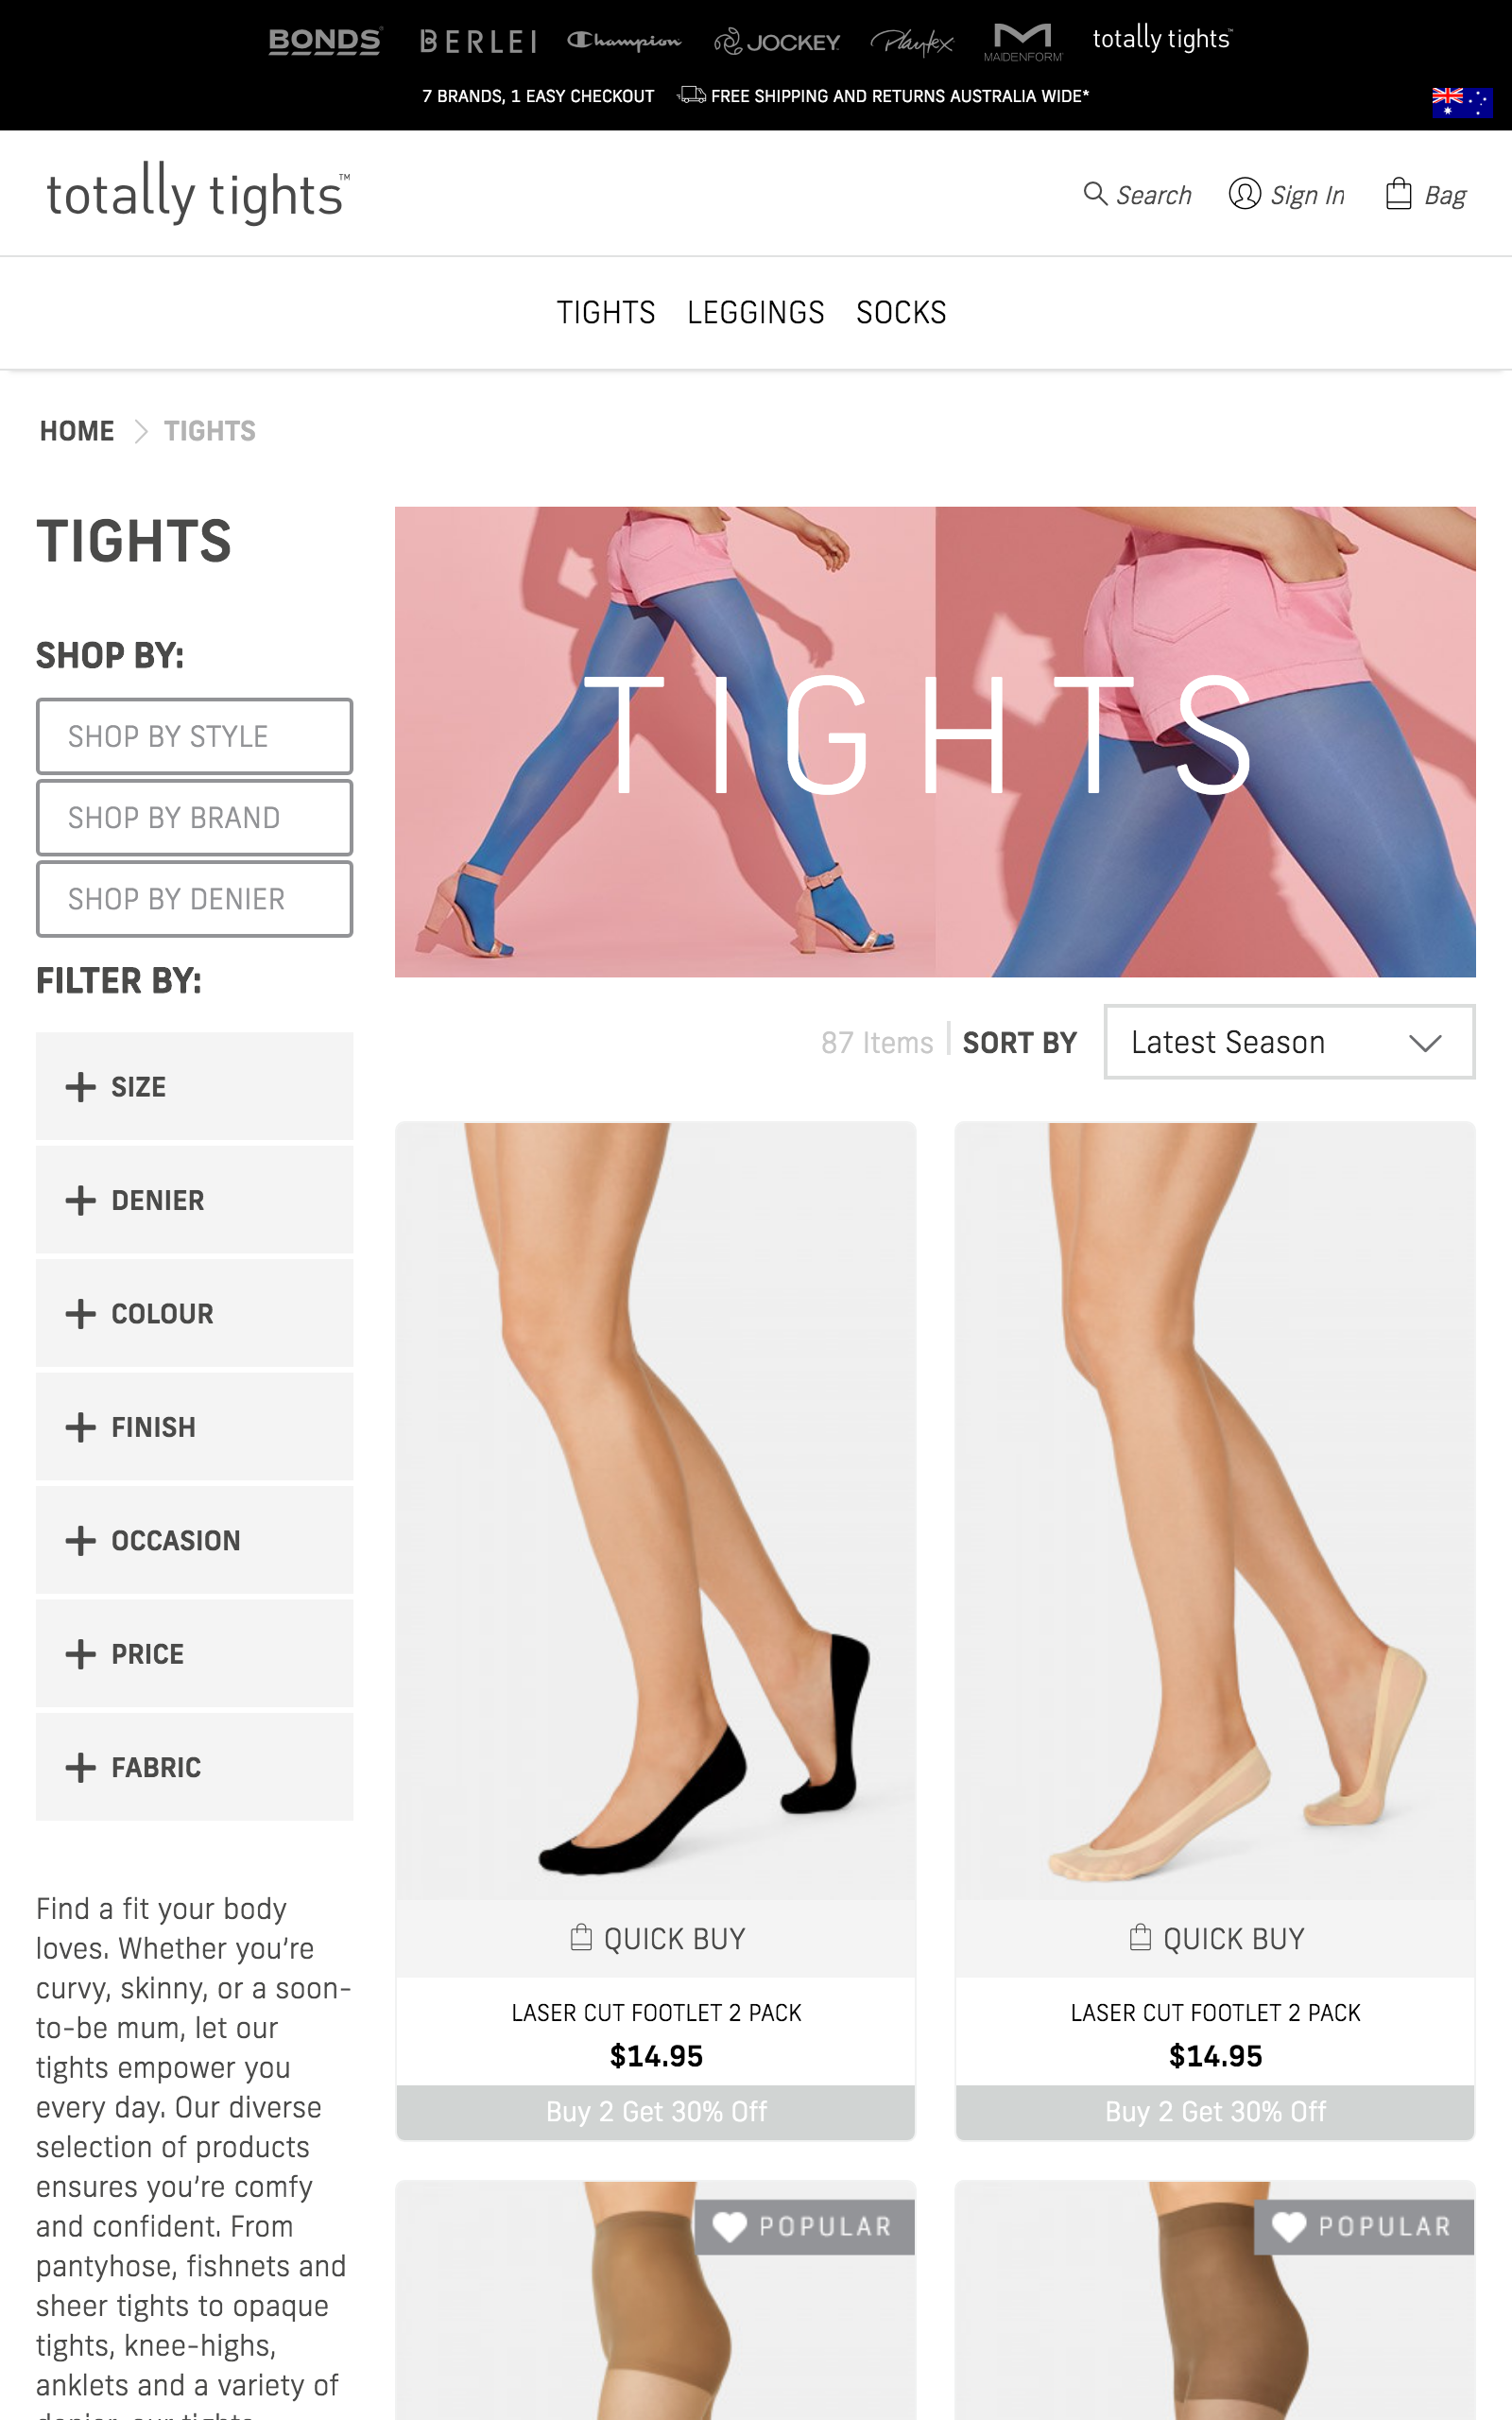 BONDS BERLEI Champion JOCKEY Playtex MAIDENFORM totally tights™
7 BRANDS, 1 EASY CHECKOUT FREE SHIPPING AND RETURNS AUSTRALIA WIDE*
totally tights™
Search Sign In Bag
TIGHTS LEGGINGS SOCKS
HOME TIGHTS
TIGHTS
SHOP BY:
SHOP BY STYLE
SHOP BY BRAND
SHOP BY DENIER
FILTER BY:
SIZE
DENIER
COLOUR
FINISH
OCCASION
PRICE
FABRIC
Find a fit your body
loves. Whether you're
curvy, skinny, or a soon-
to-be mum, let our
tights empower you
every day. Our diverse
selection of products
ensures you're comfy
and confident. From
pantyhose, fishnets and
sheer tights to opaque
tights, knee-highs,
anklets and a variety of
TIGHTS
87 Items SORT BY Latest Season
QUICK BUY
LASER CUT FOOTLET 2 PACK
$14.95
Buy 2 Get 30% Off
QUICK BUY
LASER CUT FOOTLET 2 PACK
$14.95
Buy 2 Get 30% Off
POPULAR
POPULAR